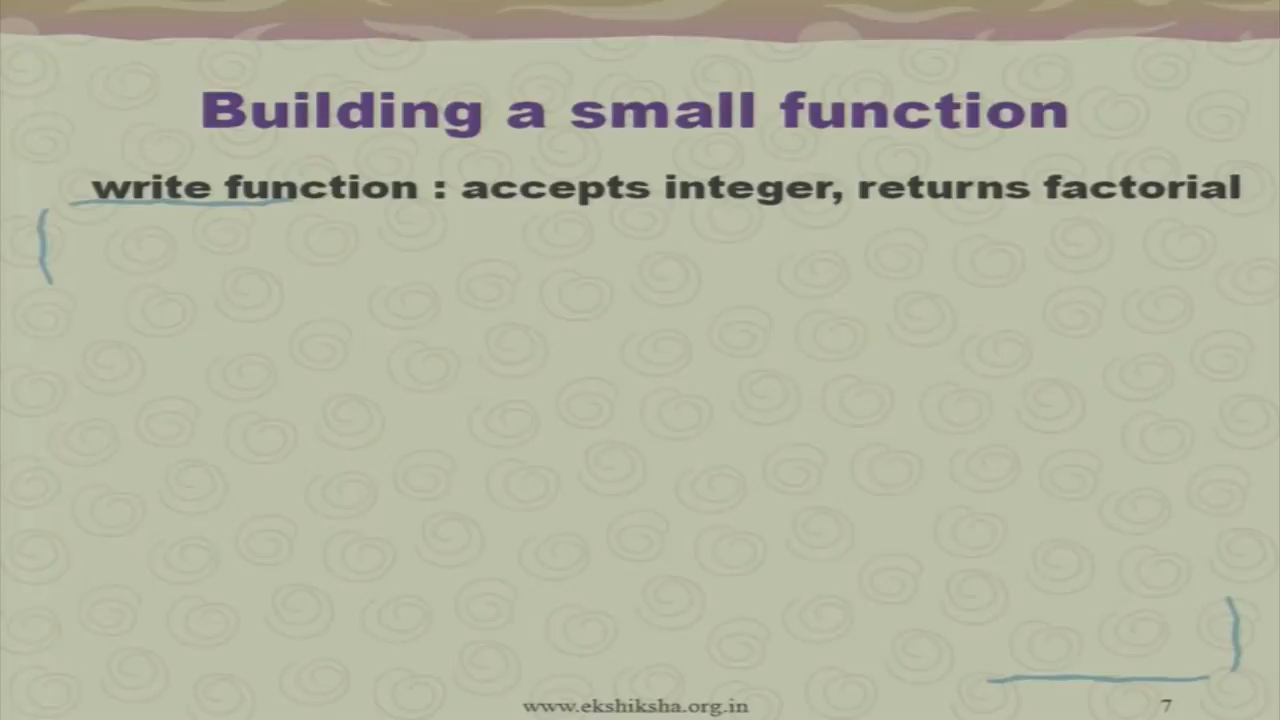 Building a small function
write function : accepts integer, returns factorial
www.ekshiksha.org.in
7